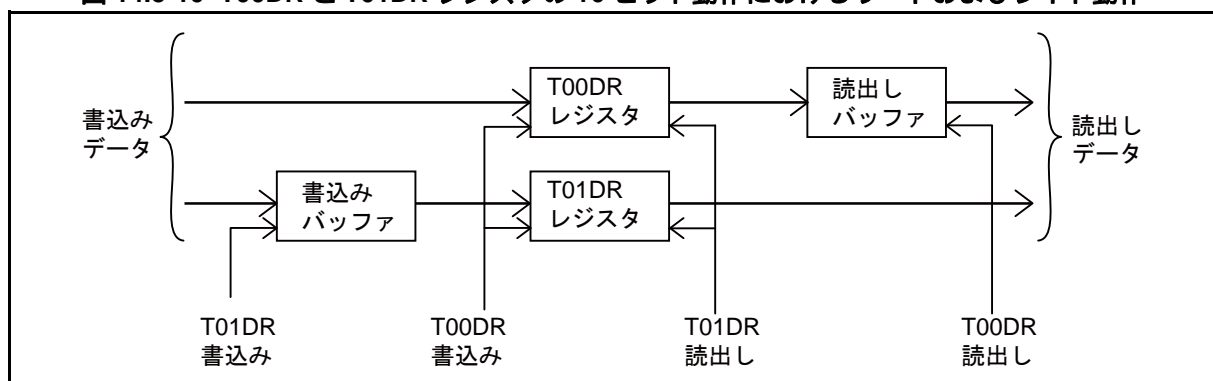 書込み
データ
T00DR
レジスタ
読出し
バッファ
読出し
データ
書込み
バッファ
T01DR
レジスタ
T01DR
書込み
T00DR
書込み
T01DR
読出し
T00DR
読出し